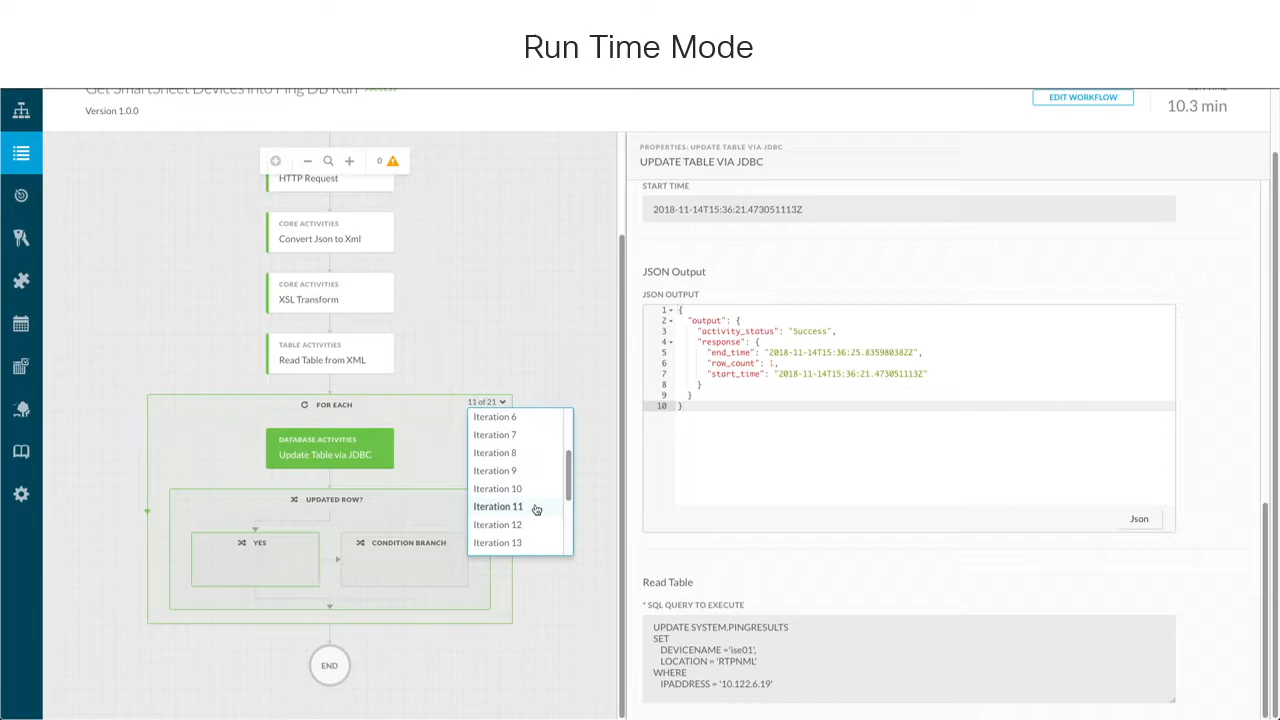 Run Time Mode
Get SmartSheet Devices into Ping DB Run success
Version 1.0.0
EDIT WORKFLOW
10.3 min
0
HTTP Request
CORE ACTIVITIES
Convert Json to Xml
CORE ACTIVITIES
XSL Transform
TABLE ACTIVITIES
Read Table from XML
FOR EACH
11 of 21
Iteration 6
Iteration 7
Iteration 8
Iteration 9
Iteration 10
Iteration 11
Iteration 12
Iteration 13
DATABASE ACTIVITIES
Update Table via JDBC
UPDATED ROW?
YES
CONDITION BRANCH
END
PROPERTIES: UPDATE TABLE VIA JDBC
UPDATE TABLE VIA JDBC
START TIME
2018-11-14T15:36:21.473051113Z
JSON Output
JSON OUTPUT
1 {
2 "output": {
3 "activity_status": "Success",
4 "response": {
5 "end_time": "2018-11-14T15:36:25.835980382Z",
6 "row_count": 1,
7 "start_time": "2018-11-14T15:36:21.473051113Z"
8 }
9 }
10 }
Json
Read Table
* SQL QUERY TO EXECUTE
UPDATE SYSTEM.PINGRESULTS
SET
DEVICENAME ='ise01',
LOCATION = 'RTPNML'
WHERE
IPADDRESS = '10.122.6.19'